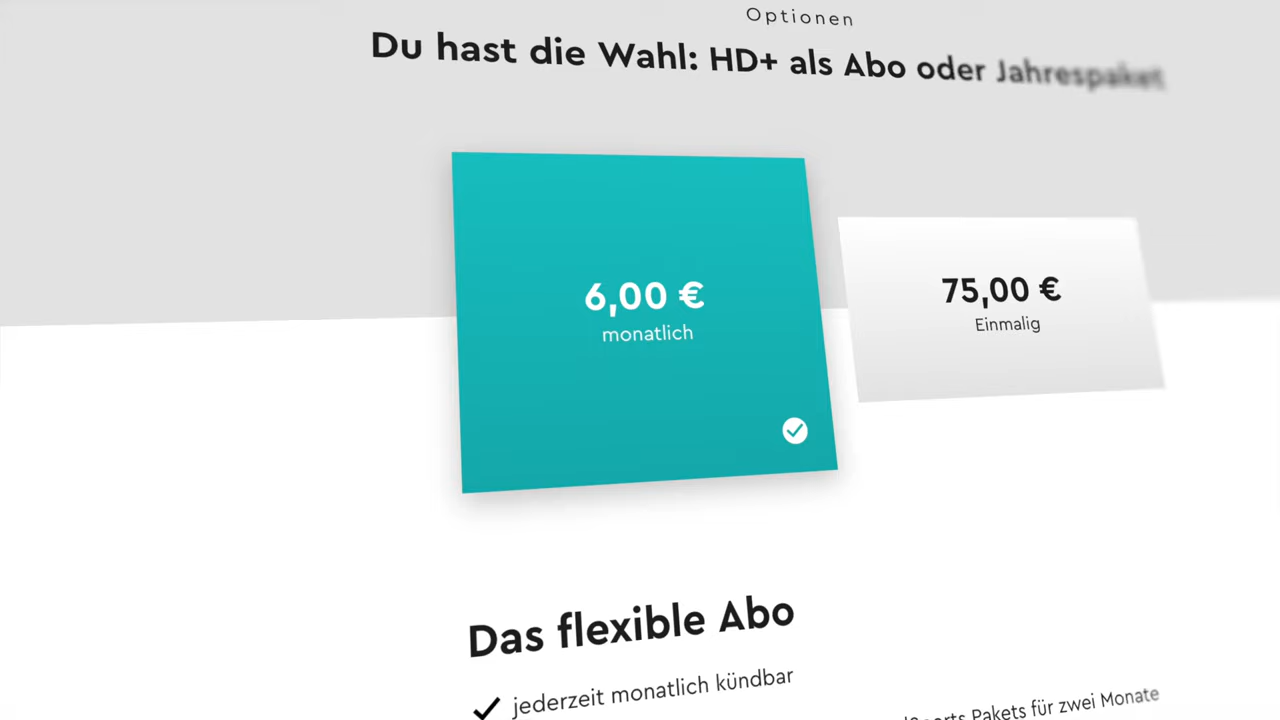 Optionen
Du hast die Wahl: HD+ als Abo oder Jahrespaket
6,00 €
monatlich
75,00 €
Einmalig
Das flexible Abo
jederzeit monatlich kündbar
Pakets für zwei Monate